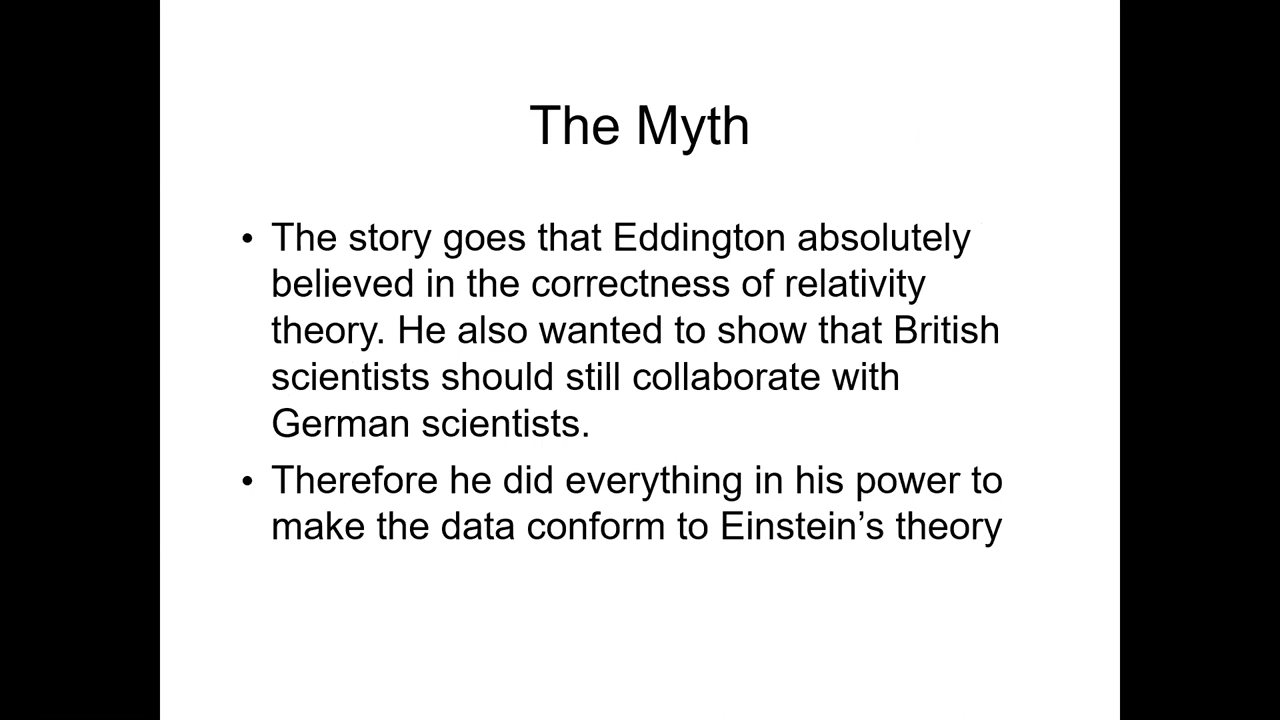 The Myth
• The story goes that Eddington absolutely
believed in the correctness of relativity
theory. He also wanted to show that British
scientists should still collaborate with
German scientists.
• Therefore he did everything in his power to
make the data conform to Einstein’s theory